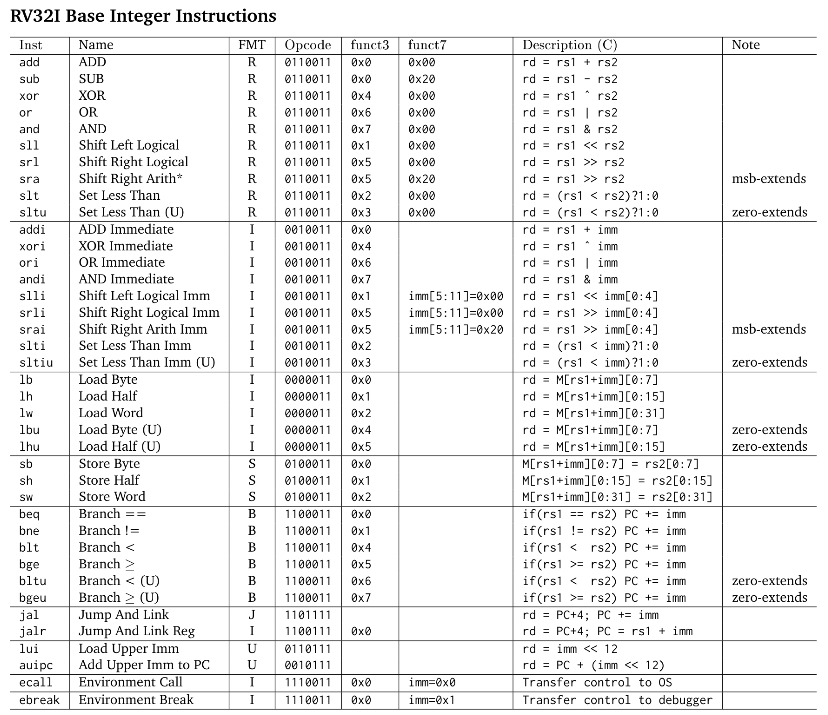 RV32I Base Integer Instructions
Inst Name FMT Opcode funct3 funct7 Description (C) Note
add ADD R 0110011 0x0 0x00 rd = rs1 + rs2
sub SUB R 0110011 0x0 0x20 rd = rs1 - rs2
xor XOR R 0110011 0x4 0x00 rd = rs1 ^ rs2
or OR R 0110011 0x6 0x00 rd = rs1 | rs2
and AND R 0110011 0x7 0x00 rd = rs1 & rs2
sll Shift Left Logical R 0110011 0x1 0x00 rd = rs1 << rs2
srl Shift Right Logical R 0110011 0x5 0x00 rd = rs1 >> rs2
sra Shift Right Arith* R 0110011 0x5 0x20 rd = rs1 >> rs2 msb-extends
slt Set Less Than R 0110011 0x2 0x00 rd = (rs1 < rs2)?1:0
sltu Set Less Than (U) R 0110011 0x3 0x00 rd = (rs1 < rs2)?1:0 zero-extends
addi ADD Immediate I 0010011 0x0 rd = rs1 + imm
xori XOR Immediate I 0010011 0x4 rd = rs1 ^ imm
ori OR Immediate I 0010011 0x6 rd = rs1 | imm
andi AND Immediate I 0010011 0x7 rd = rs1 & imm
slli Shift Left Logical Imm I 0010011 0x1 imm[5:11]=0x00 rd = rs1 << imm[0:4]
srli Shift Right Logical Imm I 0010011 0x5 imm[5:11]=0x00 rd = rs1 >> imm[0:4]
srai Shift Right Arith Imm I 0010011 0x5 imm[5:11]=0x20 rd = rs1 >> imm[0:4] msb-extends
slti Set Less Than Imm I 0010011 0x2 rd = (rs1 < imm)?1:0
sltiu Set Less Than Imm (U) I 0010011 0x3 rd = (rs1 < imm)?1:0 zero-extends
lb Load Byte I 0000011 0x0 rd = M[rs1+imm][0:7]
lh Load Half I 0000011 0x1 rd = M[rs1+imm][0:15]
lw Load Word I 0000011 0x2 rd = M[rs1+imm][0:31]
lbu Load Byte (U) I 0000011 0x4 rd = M[rs1+imm][0:7] zero-extends
lhu Load Half (U) I 0000011 0x5 rd = M[rs1+imm][0:15] zero-extends
sb Store Byte S 0100011 0x0 M[rs1+imm][0:7] = rs2[0:7]
sh Store Half S 0100011 0x1 M[rs1+imm][0:15] = rs2[0:15]
sw Store Word S 0100011 0x2 M[rs1+imm][0:31] = rs2[0:31]
beq Branch == B 1100011 0x0 if(rs1 == rs2) PC += imm
bne Branch != B 1100011 0x1 if(rs1 != rs2) PC += imm
blt Branch < B 1100011 0x4 if(rs1 < rs2) PC += imm
bge Branch ≥ B 1100011 0x5 if(rs1 >= rs2) PC += imm
bltu Branch < (U) B 1100011 0x6 if(rs1 < rs2) PC += imm zero-extends
bgeu Branch ≥ (U) B 1100011 0x7 if(rs1 >= rs2) PC += imm zero-extends
jal Jump And Link J 1101111 rd = PC+4; PC += imm
jalr Jump And Link Reg I 1100111 0x0 rd = PC+4; PC = rs1 + imm
lui Load Upper Imm U 0110111 rd = imm << 12
auipc Add Upper Imm to PC U 0010111 rd = PC + (imm << 12)
ecall Environment Call I 1110011 0x0 imm=0x0 Transfer control to OS
ebreak Environment Break I 1110011 0x0 imm=0x1 Transfer control to debugger